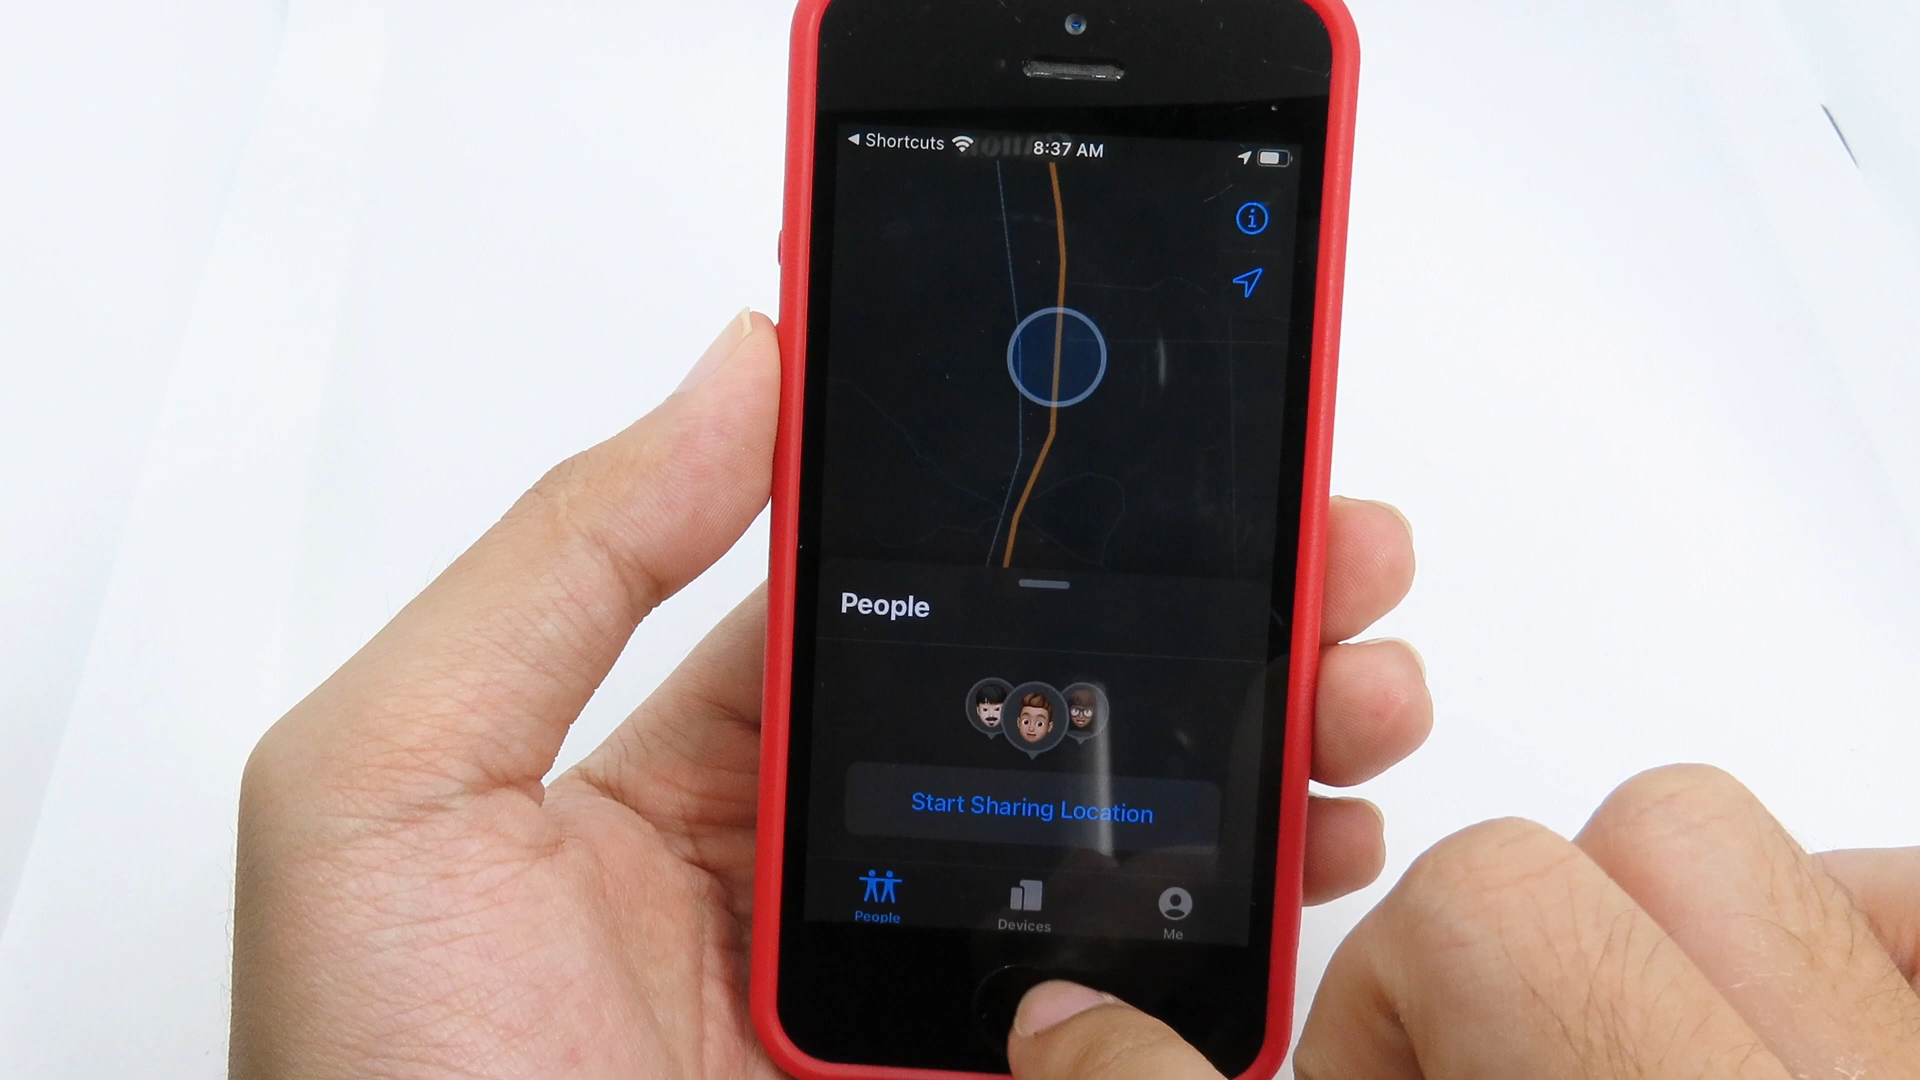 ◀ Shortcuts 8:37 AM
People
Start Sharing Location
People Devices Me